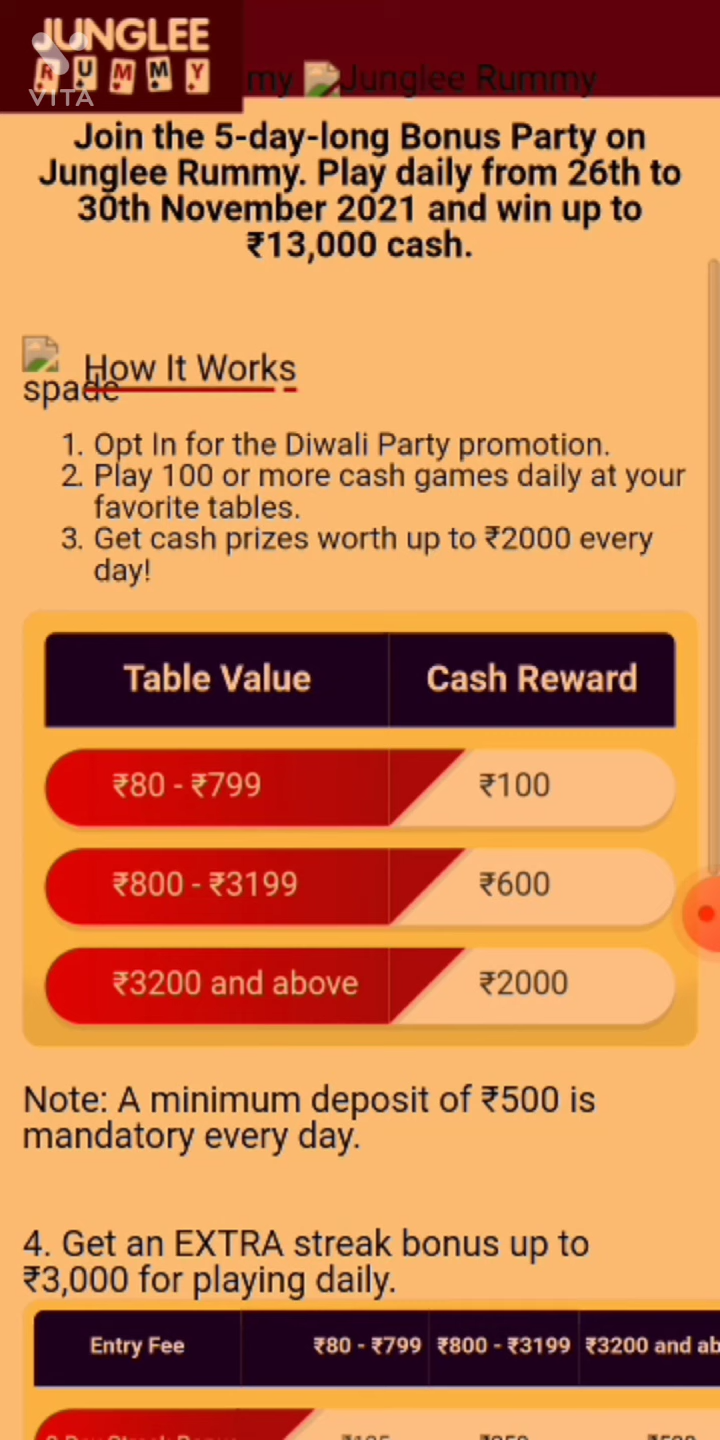 JUNGLEE
RUMMY
VITA
my Junglee Rummy
Join the 5-day-long Bonus Party on
Junglee Rummy. Play daily from 26th to
30th November 2021 and win up to
₹13,000 cash.
How It Works
spade
1. Opt In for the Diwali Party promotion.
2. Play 100 or more cash games daily at your
favorite tables.
3. Get cash prizes worth up to ₹2000 every
day!
Table Value Cash Reward
₹80 - ₹799 ₹100
₹800 - ₹3199 ₹600
₹3200 and above ₹2000
Note: A minimum deposit of ₹500 is
mandatory every day.
4. Get an EXTRA streak bonus up to
₹3,000 for playing daily.
Entry Fee ₹80 - ₹799 ₹800 - ₹3199 ₹3200 and ab